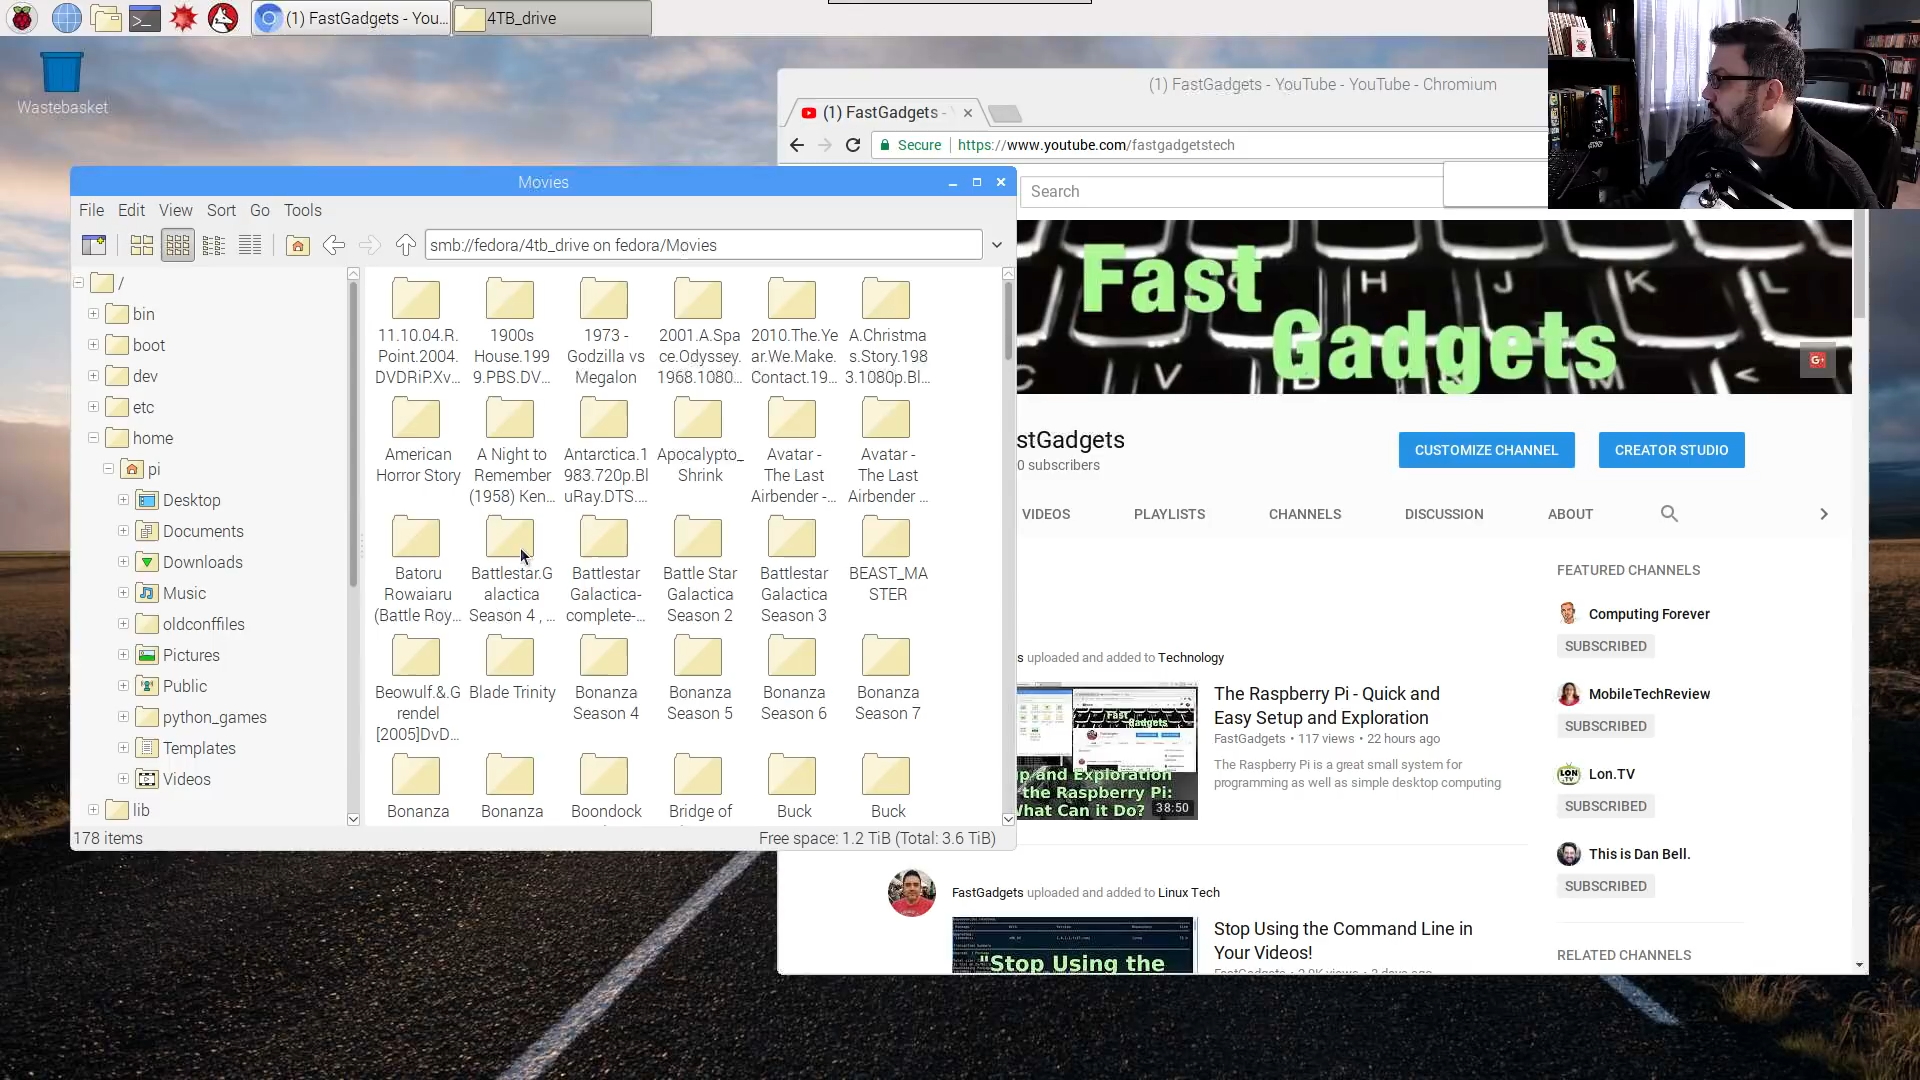 (1) FastGadgets - You...
4TB_drive
Wastebasket
(1) FastGadgets - YouTube - YouTube - Chromium
(1) FastGadgets -
Secure
https://www.youtube.com/fastgadgetstech
Search
Movies
File Edit View Sort Go Tools
smb://fedora/4tb_drive on fedora/Movies
/
bin
boot
dev
etc
home
pi
Desktop
Documents
Downloads
Music
oldconffiles
Pictures
Public
python_games
Templates
Videos
lib
11.10.04.R.
Point.2004.
DVDRiP.Xv...
1900s
House.199
9.PBS.DV...
1973 -
Godzilla vs
Megalon
2001.A.Spa
ce.Odyssey.
1968.1080...
2010.The.Ye
ar.We.Make.
Contact.19...
A.Christma
s.Story.198
3.1080p.Bl...
American
Horror Story
A Night to
Remember
(1958) Ken...
Antarctica.1
983.720p.Bl
uRay.DTS....
Apocalypto_
Shrink
Avatar -
The Last
Airbender -...
Avatar -
The Last
Airbender ...
Batoru
Rowaiaru
(Battle Roy...
Battlestar.G
alactica
Season 4 , ...
Battlestar
Galactica-
complete-...
Battle Star
Galactica
Season 2
Battlestar
Galactica
Season 3
BEAST_MA
STER
Beowulf.&.G
rendel
[2005]DvD...
Blade Trinity
Bonanza
Season 4
Bonanza
Season 5
Bonanza
Season 6
Bonanza
Season 7
Bonanza
Bonanza
Boondock
Bridge of
Buck
Buck
178 items
Free space: 1.2 TiB (Total: 3.6 TiB)
Fast
Gadgets
H J K L
G+
stGadgets
0 subscribers
CUSTOMIZE CHANNEL
CREATOR STUDIO
VIDEOS
PLAYLISTS
CHANNELS
DISCUSSION
ABOUT
s uploaded and added to Technology
The Raspberry Pi - Quick and
Easy Setup and Exploration
FastGadgets • 117 views • 22 hours ago
The Raspberry Pi is a great small system for
programming as well as simple desktop computing
Fast
Gadgets
up and Exploration
the Raspberry Pi:
What Can it Do?
38:50
FastGadgets uploaded and added to Linux Tech
Stop Using the Command Line in
Your Videos!
"Stop Using the
FEATURED CHANNELS
Computing Forever
SUBSCRIBED
MobileTechReview
SUBSCRIBED
LON.TV
Lon.TV
SUBSCRIBED
This is Dan Bell.
SUBSCRIBED
RELATED CHANNELS